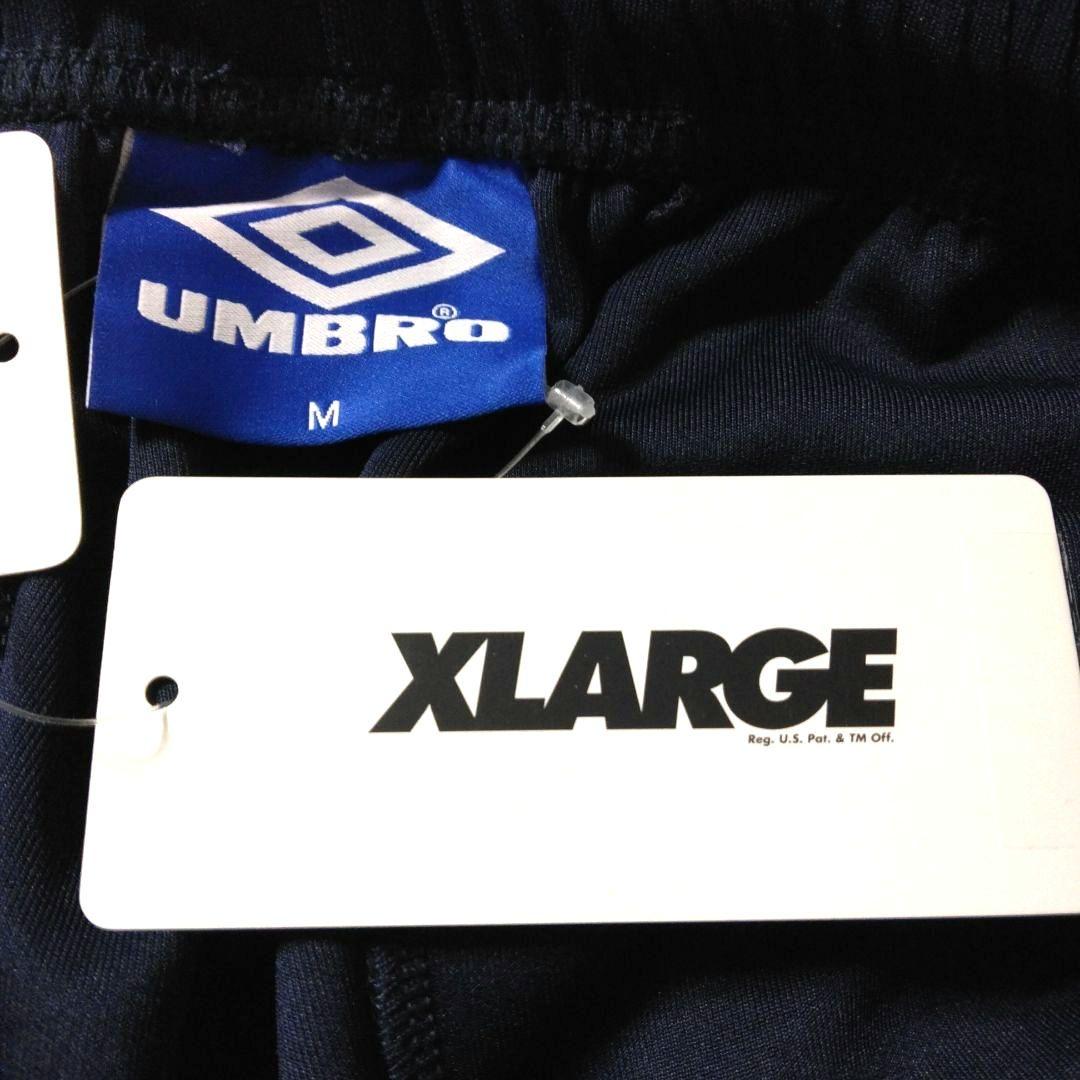 UMBRO®
M
XLARGE
Reg. U.S. Pat. & TM Off.